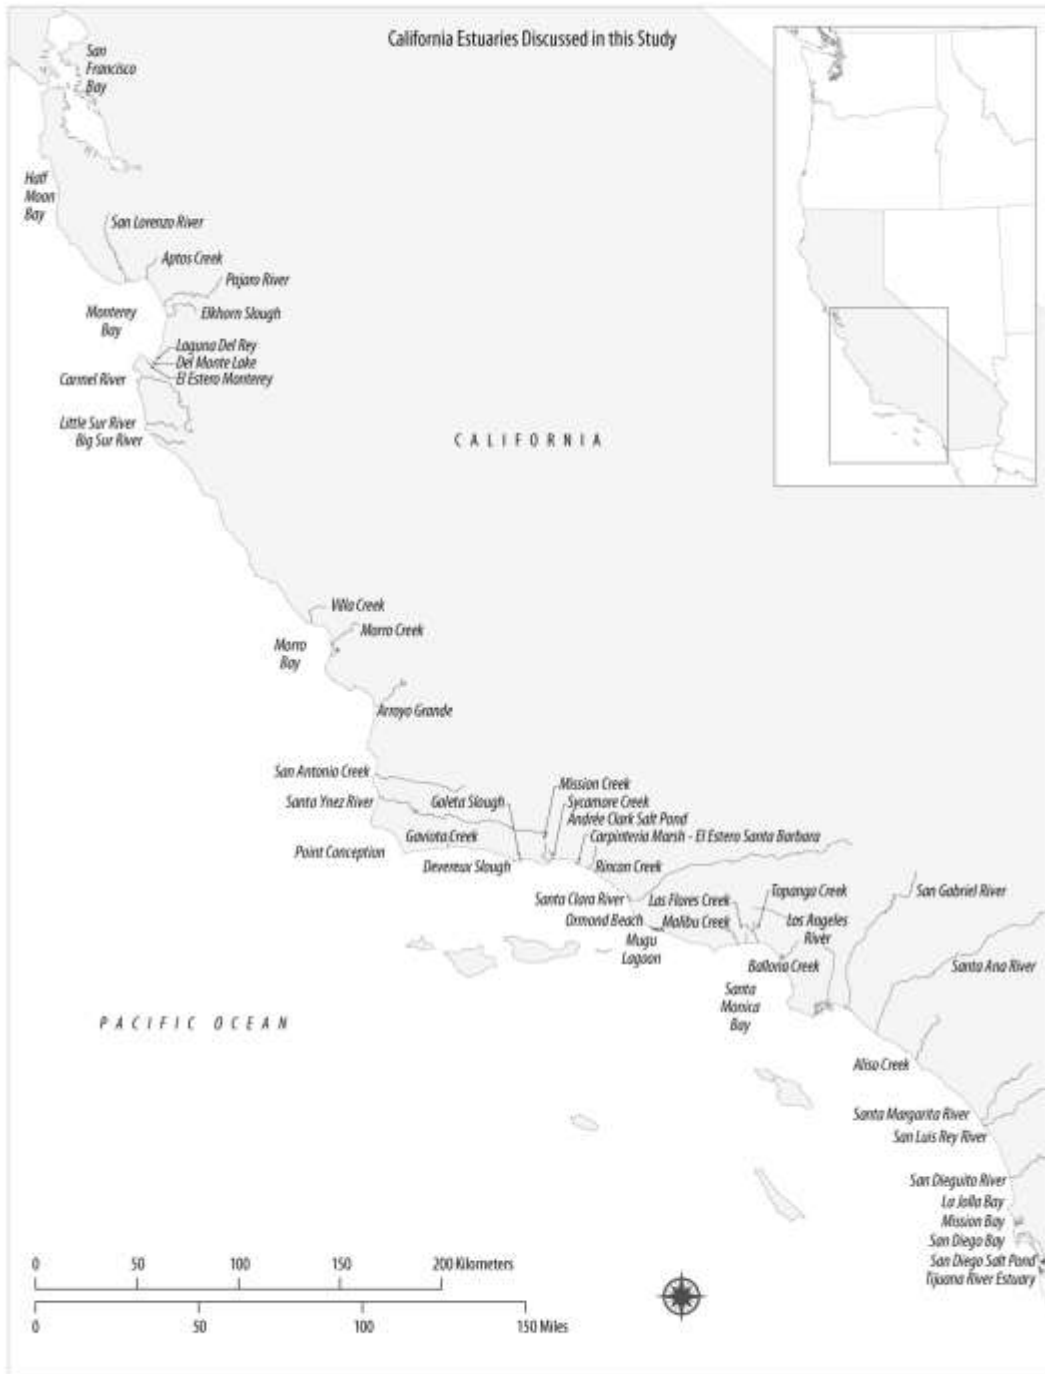 California Estuaries Discussed in this Study
San
Francisco
Bay
Half
Moon
Bay
San Lorenzo River
Aptos Creek
Pajaro River
Monterey
Bay
Elkhorn Slough
Laguna Del Rey
Del Monte Lake
Carmel River
El Estero Monterey
Little Sur River
Big Sur River
CALIFORNIA
Villa Creek
Morro Creek
Morro
Bay
Arroyo Grande
San Antonio Creek
Santa Ynez River
Goleta Slough
Mission Creek
Sycamore Creek
Andrée Clark Salt Pond
Carpinteria Marsh - El Estero Santa Barbara
Gaviota Creek
Point Conception
Devereux Slough
Rincon Creek
Santa Clara River
Las Flores Creek
Topanga Creek
San Gabriel River
Ormond Beach
Malibu Creek
Los Angeles
River
Mugu
Lagoon
Ballona Creek
Santa Ana River
Santa
Monica
Bay
PACIFIC OCEAN
Aliso Creek
Santa Margarita River
San Luis Rey River
San Dieguito River
La Jolla Bay
Mission Bay
San Diego Bay
San Diego Salt Pond
Tijuana River Estuary
0 50 100 150 200 Kilometers
0 50 100 150 Miles